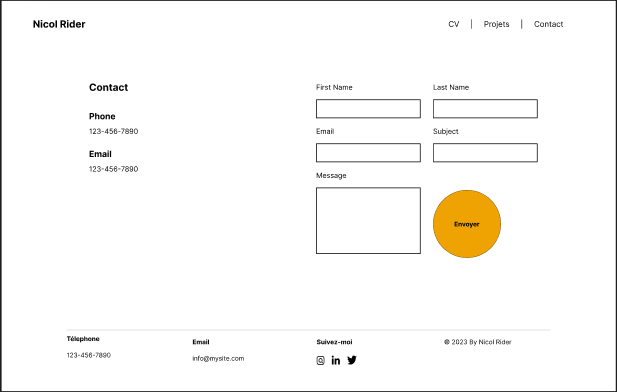 Nicol Rider
CV | Projets | Contact
Contact
Phone
123-456-7890
Email
123-456-7890
First Name
Last Name
Email
Subject
Message
Envoyer
Télephone
123-456-7890
Email
info@mysite.com
Suivez-moi
© 2023 By Nicol Rider